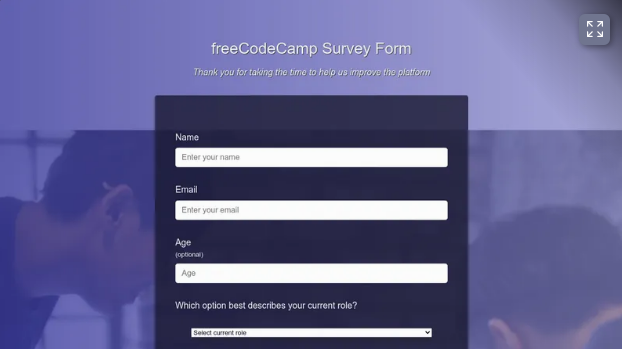 freeCodeCamp Survey Form
Thank you for taking the time to help us improve the platform
Name
Enter your name
Email
Enter your email
Age
(optional)
Age
Which option best describes your current role?
Select current role